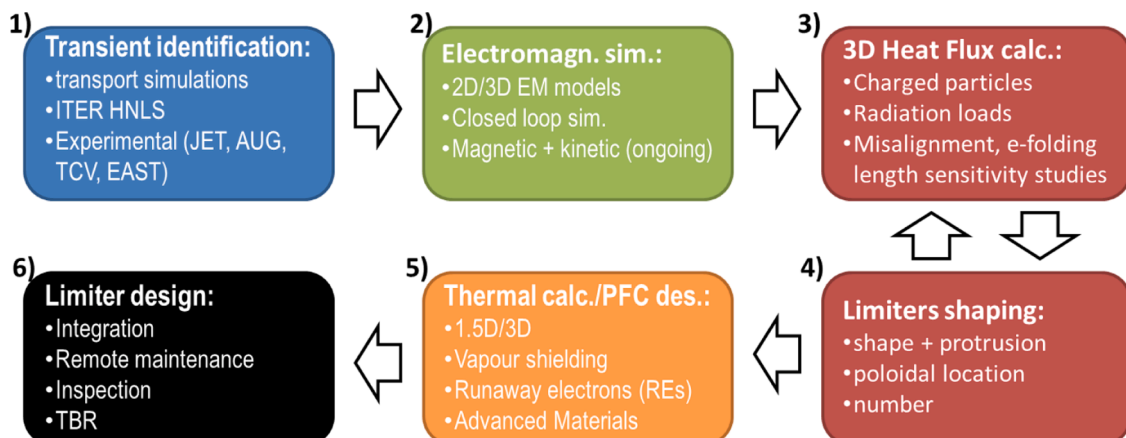 1)
Transient identification:
•transport simulations
•ITER HNLS
•Experimental (JET, AUG,
TCV, EAST)
2)
Electromagn. sim.:
•2D/3D EM models
•Closed loop sim.
•Magnetic + kinetic (ongoing)
3)
3D Heat Flux calc.:
•Charged particles
•Radiation loads
•Misalignment, e-folding
length sensitivity studies
4)
Limiters shaping:
•shape + protrusion
•poloidal location
•number
5)
Thermal calc./PFC des.:
•1.5D/3D
•Vapour shielding
•Runaway electrons (REs)
•Advanced Materials
6)
Limiter design:
•Integration
•Remote maintenance
•Inspection
•TBR